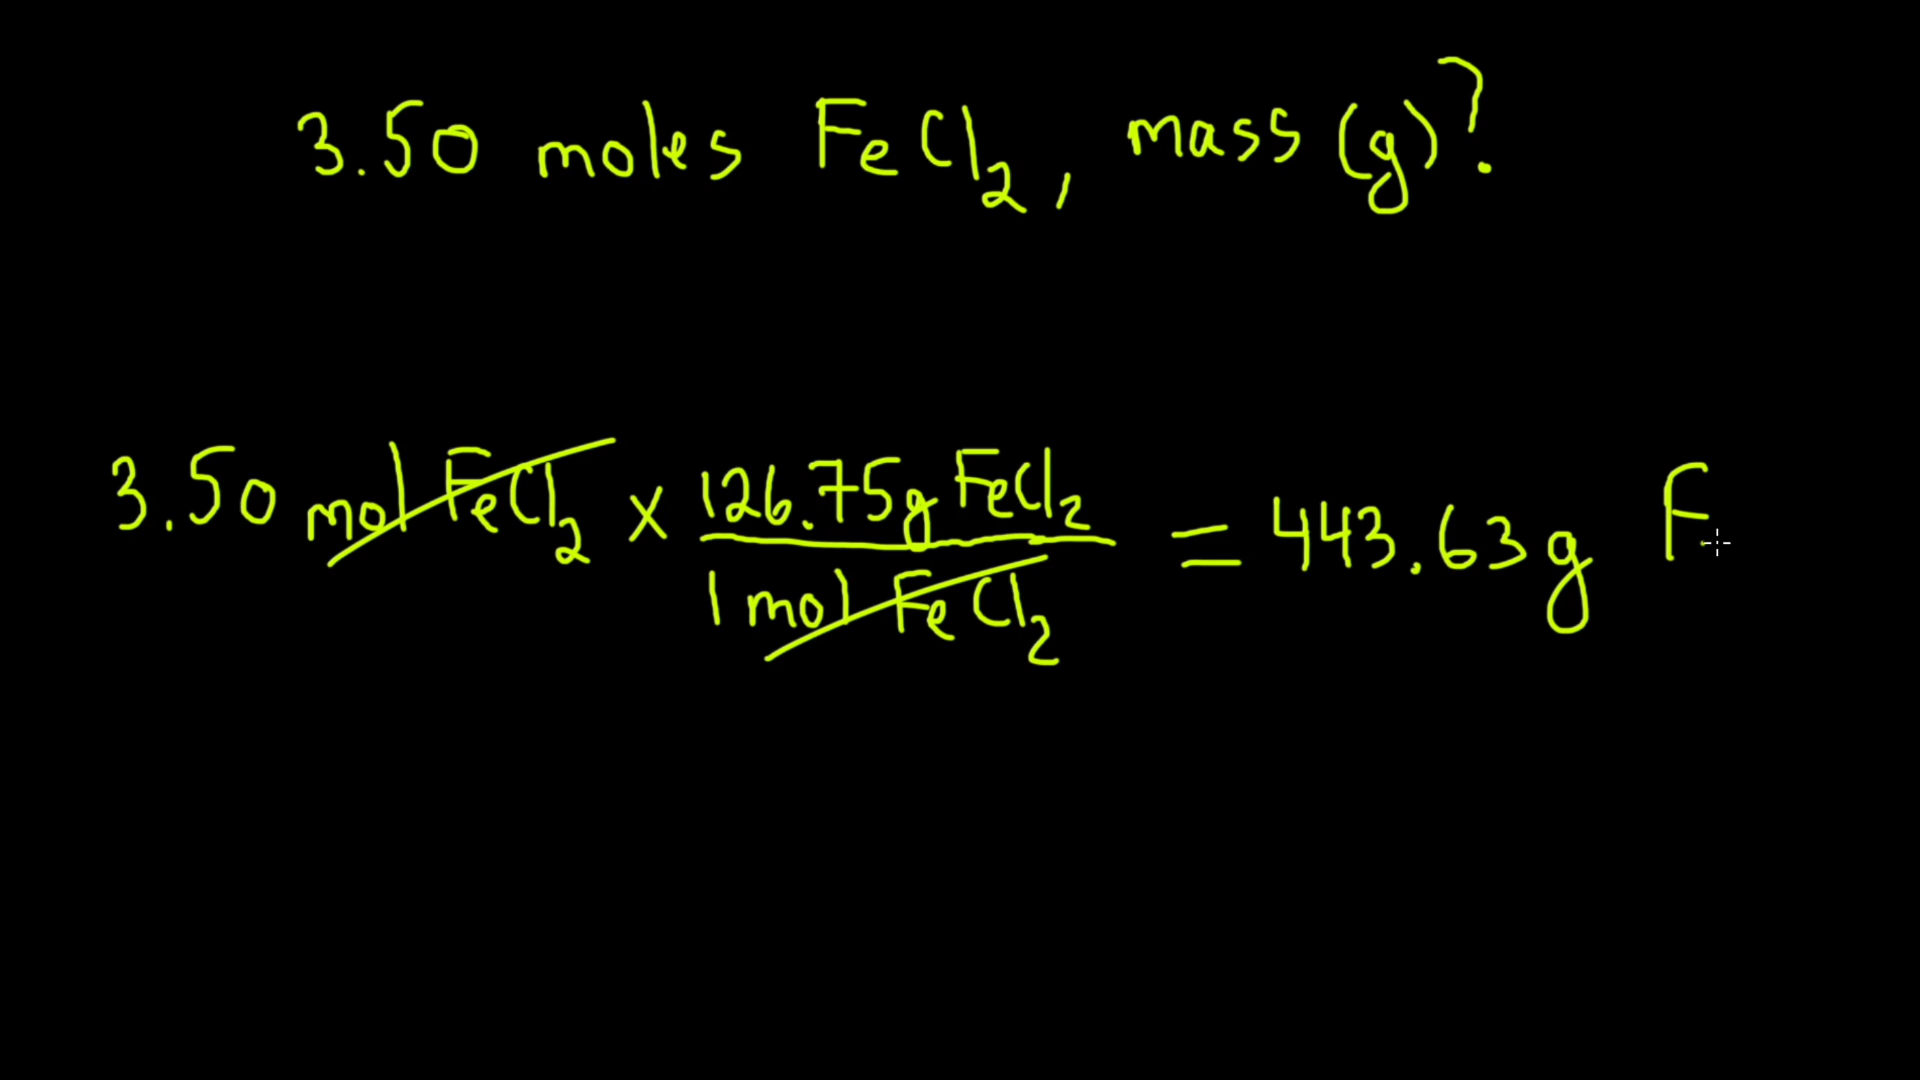 3.50 moles FeCl₂, mass (g)?
3.50 mol FeCl₂ x 126.75g FeCl₂ / 1 mol FeCl₂ = 443.63g F